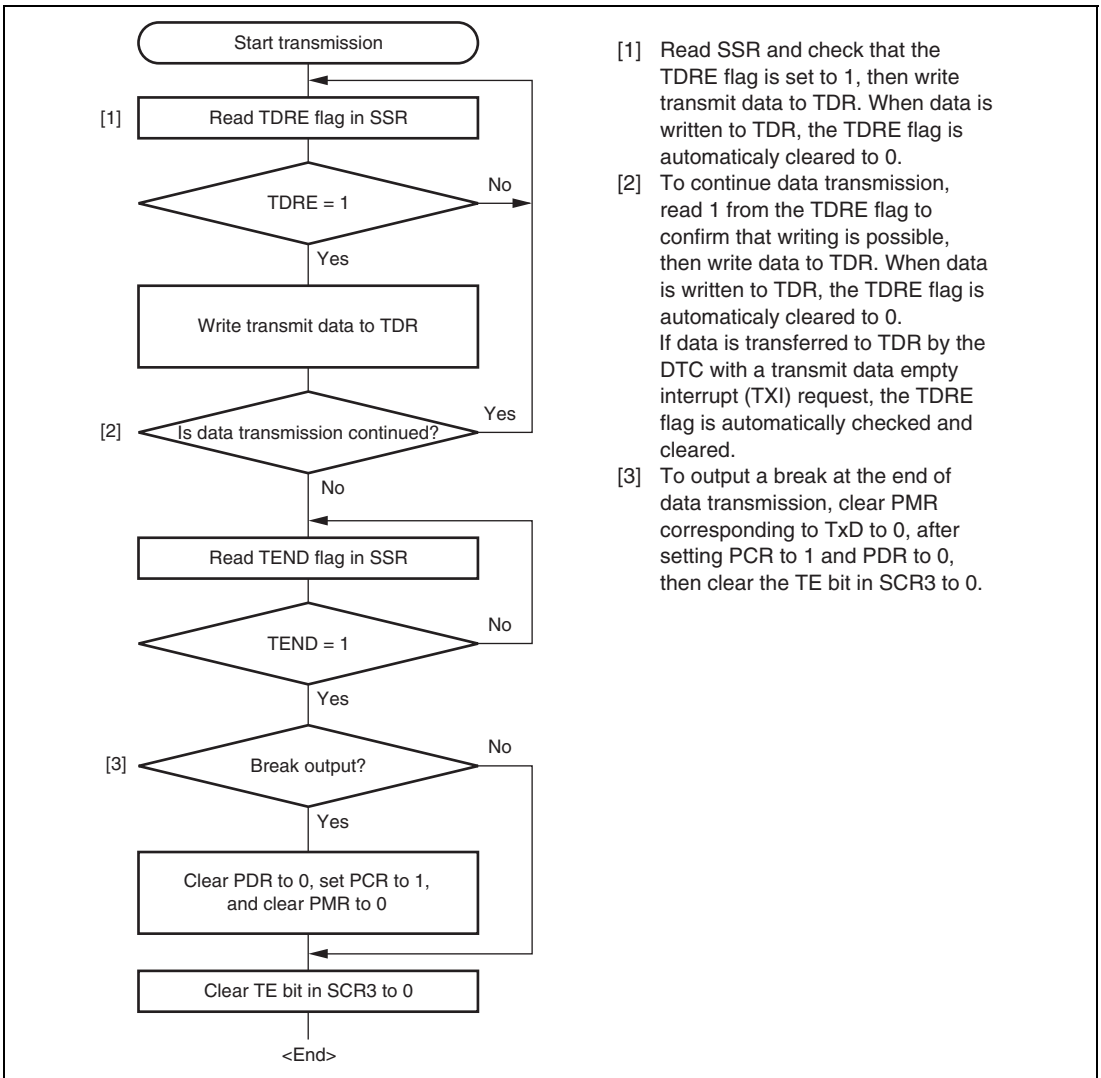 Start transmission
[1]
Read TDRE flag in SSR
TDRE = 1
No
Yes
Write transmit data to TDR
[2]
Is data transmission continued?
Yes
No
Read TEND flag in SSR
TEND = 1
No
Yes
[3]
Break output?
No
Yes
Clear PDR to 0, set PCR to 1,
and clear PMR to 0
Clear TE bit in SCR3 to 0
<End>
[1] Read SSR and check that the
TDRE flag is set to 1, then write
transmit data to TDR. When data is
written to TDR, the TDRE flag is
automaticaly cleared to 0.
[2] To continue data transmission,
read 1 from the TDRE flag to
confirm that writing is possible,
then write data to TDR. When data
is written to TDR, the TDRE flag is
automaticaly cleared to 0.
If data is transferred to TDR by the
DTC with a transmit data empty
interrupt (TXI) request, the TDRE
flag is automatically checked and
cleared.
[3] To output a break at the end of
data transmission, clear PMR
corresponding to TxD to 0, after
setting PCR to 1 and PDR to 0,
then clear the TE bit in SCR3 to 0.